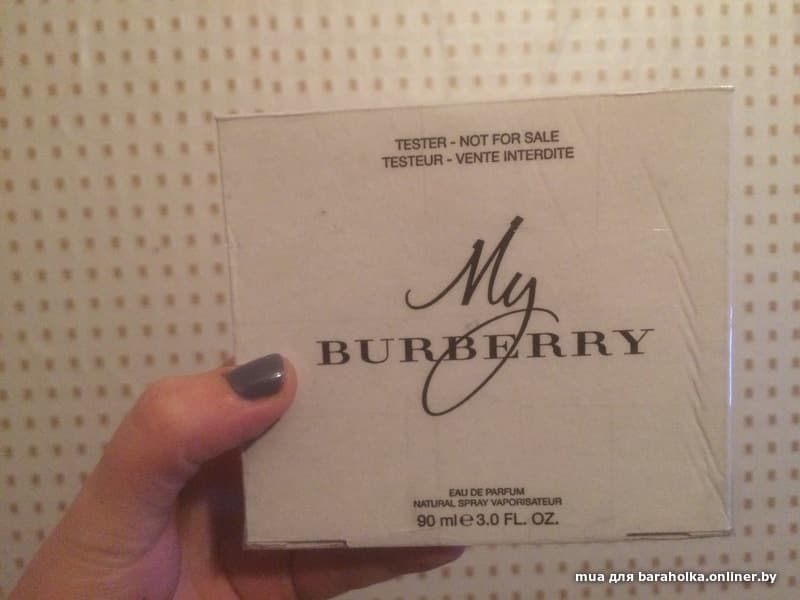 TESTER - NOT FOR SALE
TESTEUR - VENTE INTERDITE
My
BURBERRY
EAU DE PARFUM
NATURAL SPRAY VAPORISATEUR
90 ml ℮ 3.0 FL. OZ.
mua для baraholka.onliner.by